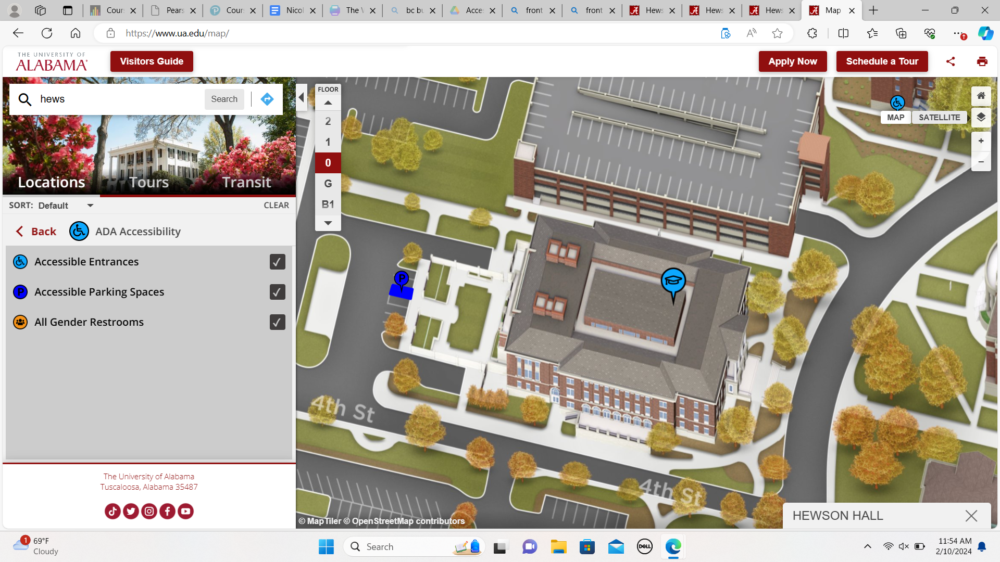 Cour
Pears
Cour
Nicol
The V
bc bu
Acce
front
front
Hews
Hews
Hews
Map
https://www.ua.edu/map/
THE UNIVERSITY OF
ALABAMA
Visitors Guide
Apply Now
Schedule a Tour
hews
Search
Locations
Tours
Transit
SORT: Default
CLEAR
Back
ADA Accessibility
Accessible Entrances
Accessible Parking Spaces
P
All Gender Restrooms
The University of Alabama
Tuscaloosa, Alabama 35487
FLOOR
2
1
0
G
B1
MAP
SATELLITE
+
−
P
4th St
4th St
© MapTiler © OpenStreetMap contributors
HEWSON HALL
1
69°F
Cloudy
Search
DELL
11:54 AM
2/10/2024